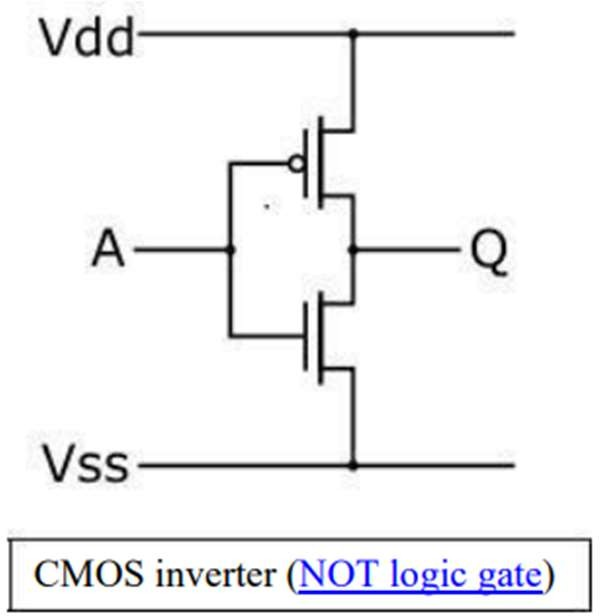 Vdd
A
Q
Vss
CMOS inverter (NOT logic gate)